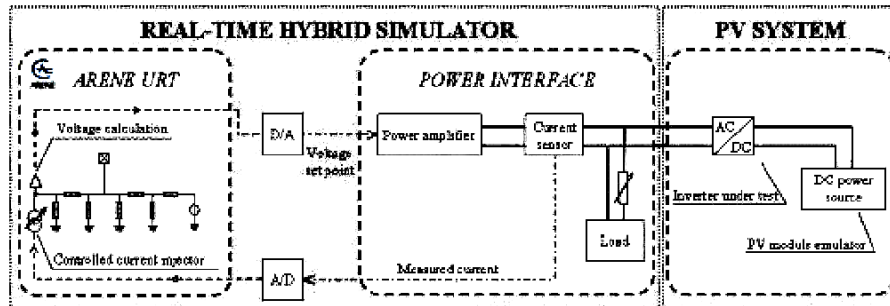 REAL-TIME HYBRID SIMULATOR
PV SYSTEM
ARENE
ARENE URT
POWER INTERFACE
Voltage calculation
D/A
Voltage
set point
Power amplifier
Current
sensor
AC
DC
Inverter under test
DC power
source
Load
PV module emulator
Controlled current injector
A/D
Measured current